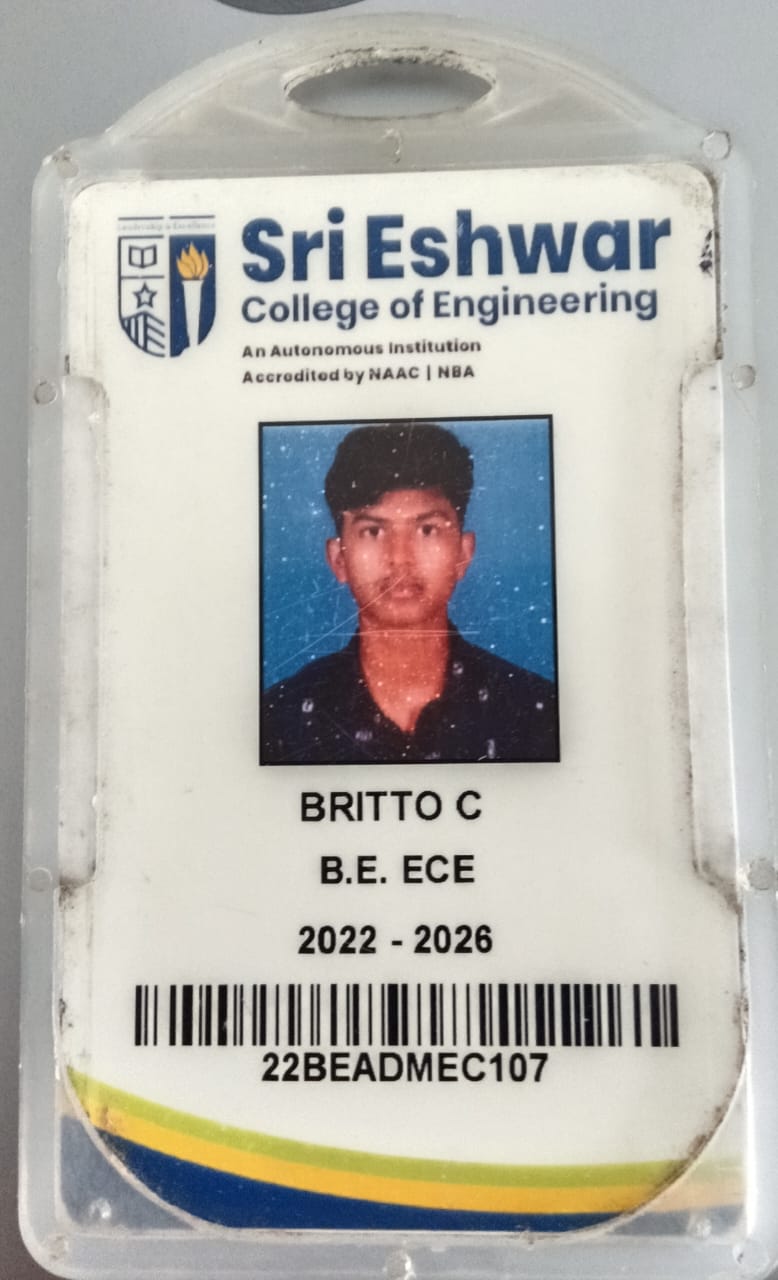 Leadership & Excellence
Sri Eshwar
College of Engineering
An Autonomous Institution
Accredited by NAAC | NBA
BRITTO C
B.E. ECE
2022 - 2026
22BEADMEC107